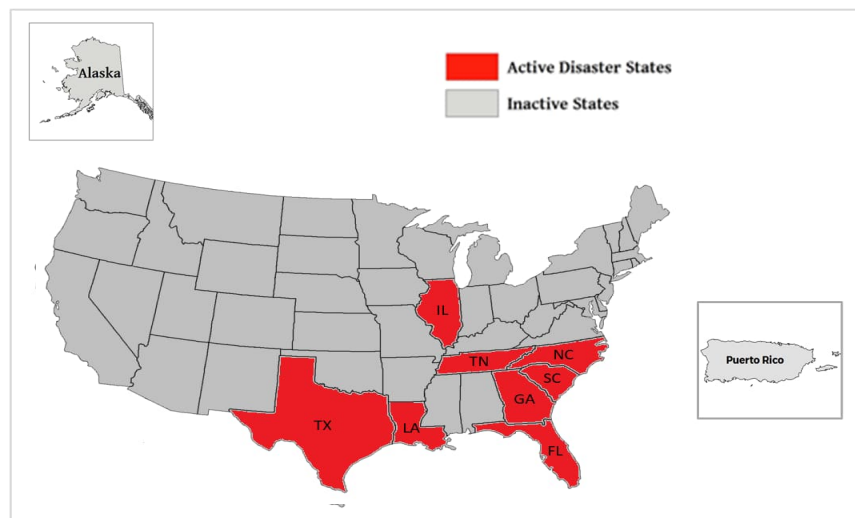 Alaska
Active Disaster States
Inactive States
IL
TN
NC
SC
GA
TX
LA
FL
Puerto Rico